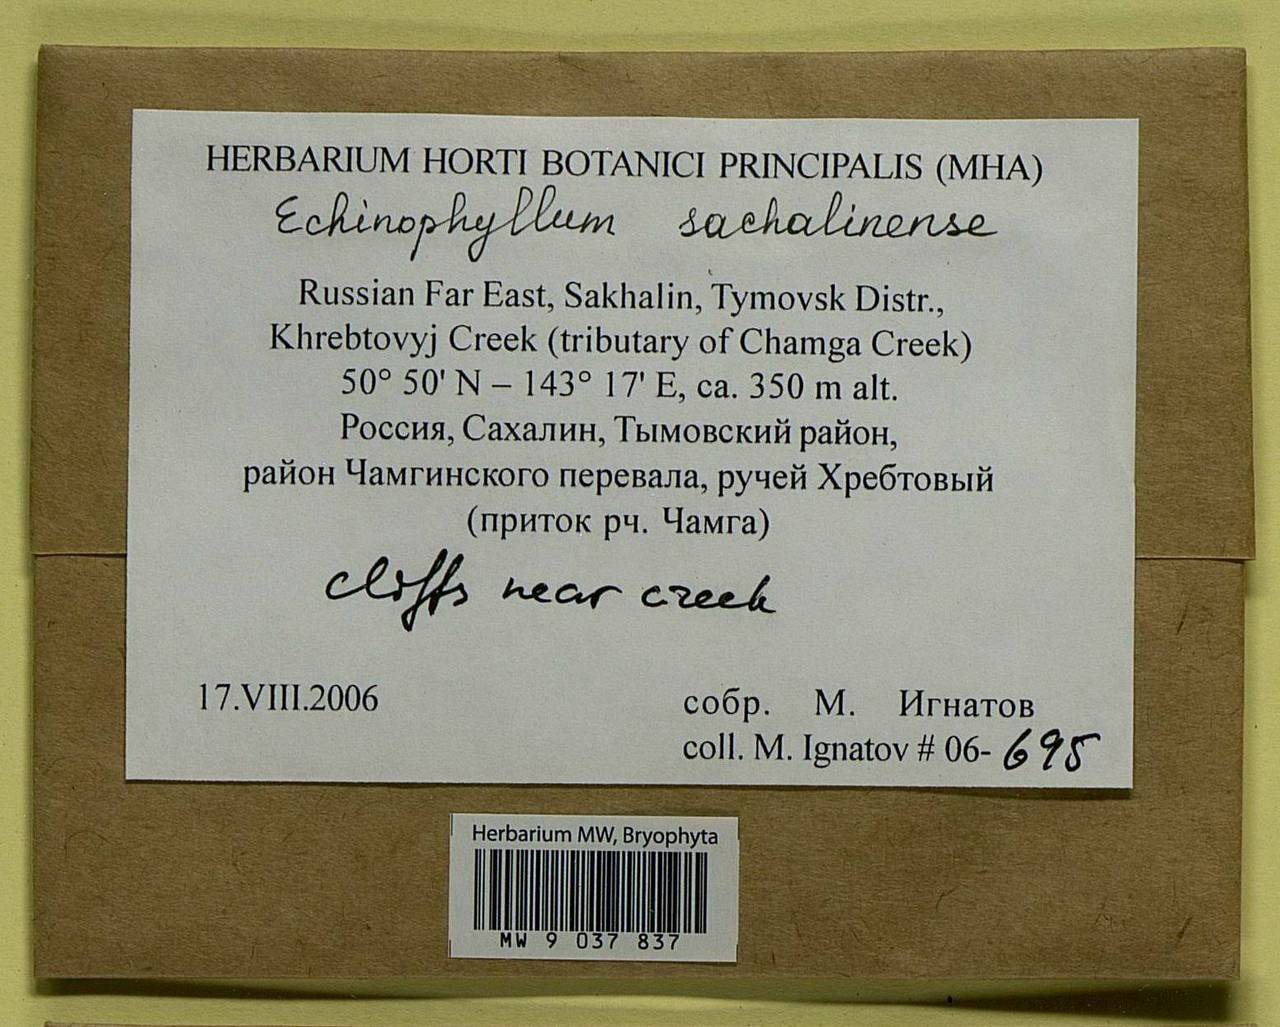 HERBARIUM HORTI BOTANICI PRINCIPALIS (MHA)
Echinophyllum sachalinense
Russian Far East, Sakhalin, Tymovsk Distr.,
Khrebtovyj Creek (tributary of Chamga Creek)
50° 50' N – 143° 17' E, ca. 350 m alt.
Россия, Сахалин, Тымовский район,
район Чамгинского перевала, ручей Хребтовый
(приток рч. Чамга)
cliffs near creek
17.VIII.2006
собр. М. Игнатов
coll. M. Ignatov # 06- 695
Herbarium MW, Bryophyta
MW 9 037 837